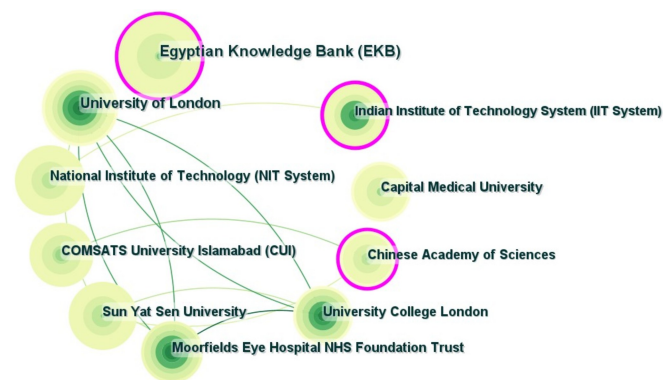 Egyptian Knowledge Bank (EKB)
University of London
Indian Institute of Technology System (IIT System)
National Institute of Technology (NIT System)
Capital Medical University
COMSATS University Islamabad (CUI)
Chinese Academy of Sciences
Sun Yat Sen University
University College London
Moorfields Eye Hospital NHS Foundation Trust